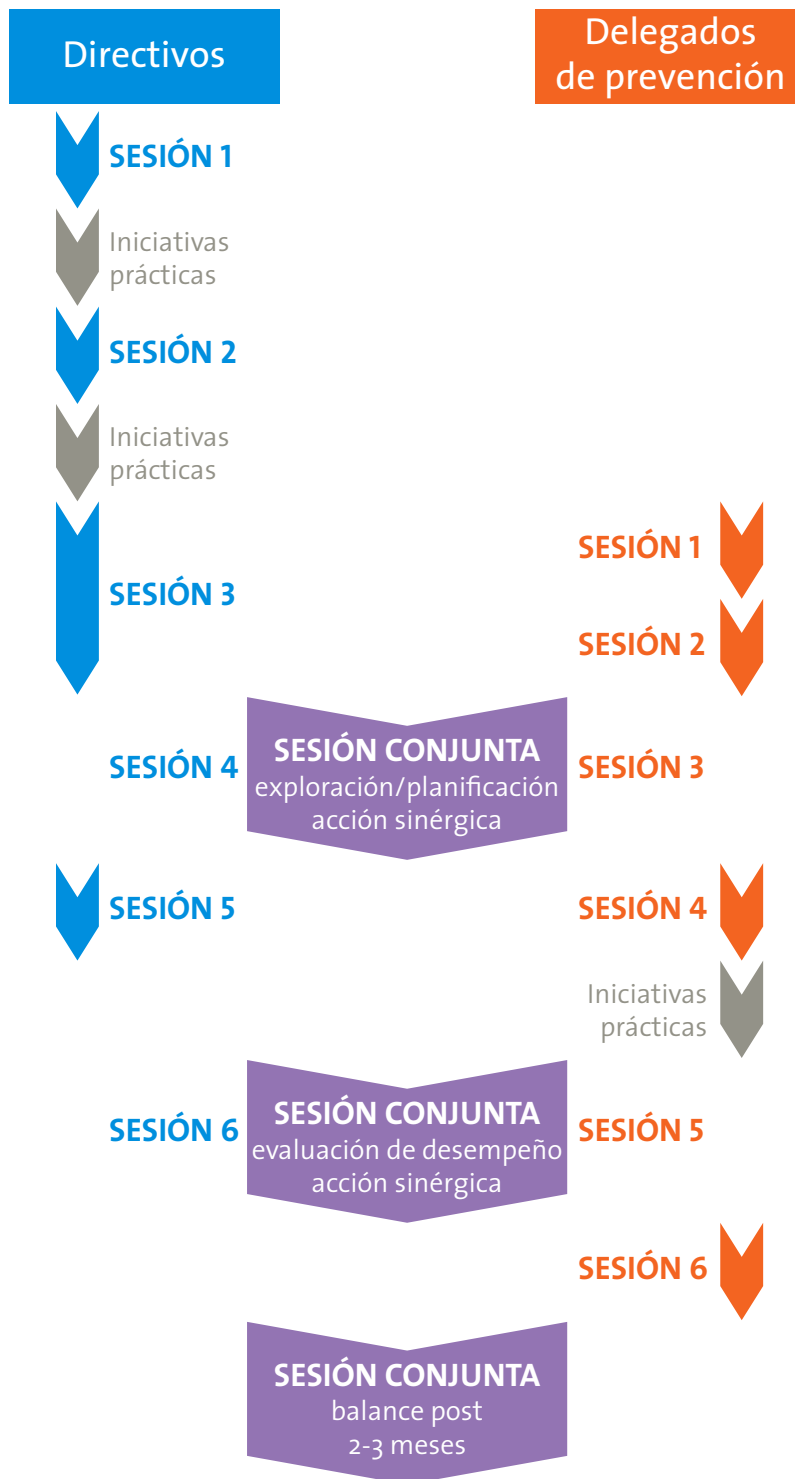 Directivos
Delegados
de prevención
SESIÓN 1
Iniciativas
prácticas
SESIÓN 2
Iniciativas
prácticas
SESIÓN 3
SESIÓN 1
SESIÓN 2
SESIÓN 4
SESIÓN CONJUNTA
exploración/planificación
acción sinérgica
SESIÓN 3
SESIÓN 5
SESIÓN 4
Iniciativas
prácticas
SESIÓN 6
SESIÓN CONJUNTA
evaluación de desempeño
acción sinérgica
SESIÓN 5
SESIÓN 6
SESIÓN CONJUNTA
balance post
2-3 meses